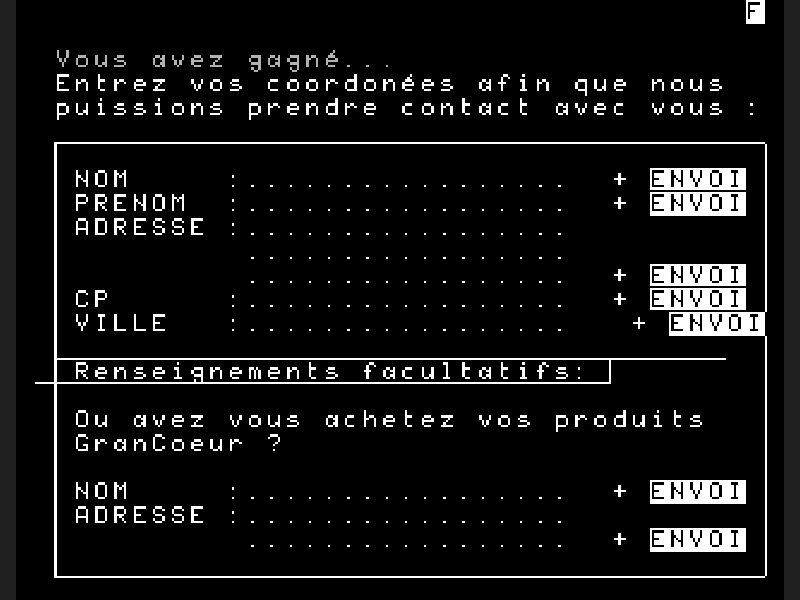 F
Vous avez gagné...
Entrez vos coordonées afin que nous
puissions prendre contact avec vous :
NOM :................. + ENVOI
PRENOM :................. + ENVOI
ADRESSE :.................
.................
................. + ENVOI
CP :................. + ENVOI
VILLE :................. + ENVOI
Renseignements facultatifs:
Ou avez vous achetez vos produits
GranCoeur ?
NOM :................. + ENVOI
ADRESSE :.................
................. + ENVOI